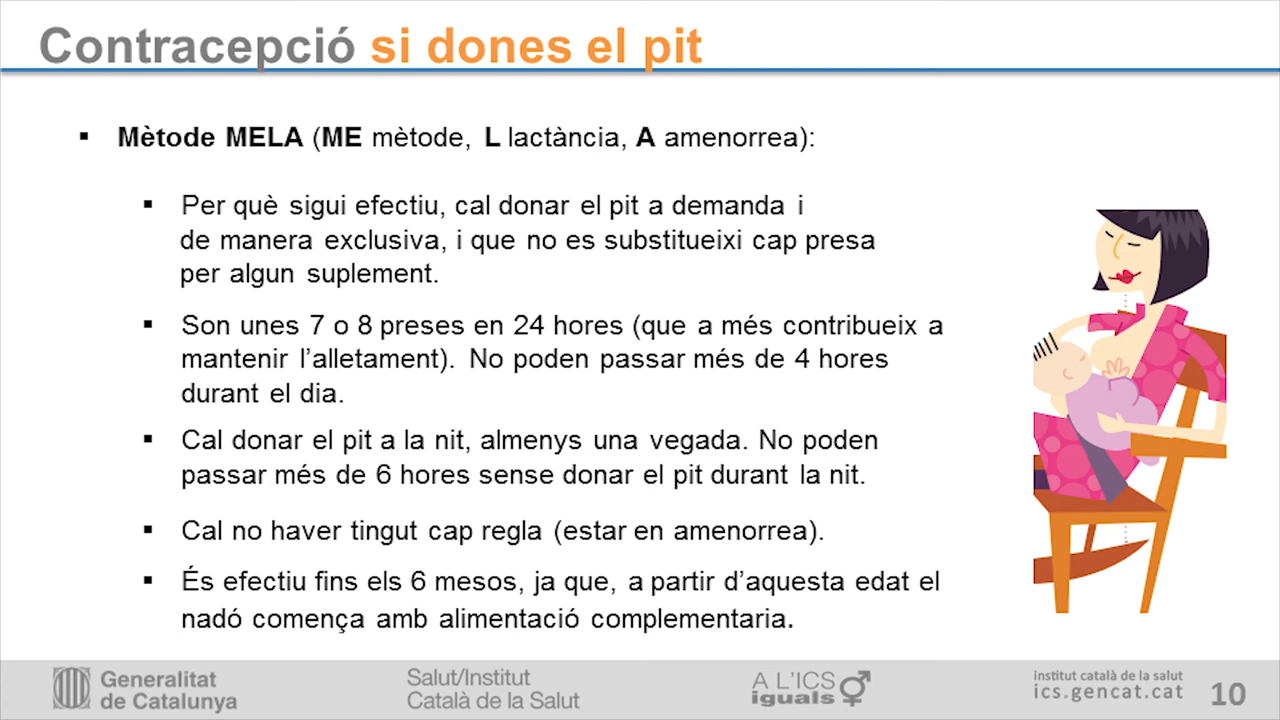 Contracepció si dones el pit
▪ Mètode MELA (ME mètode, L lactància, A amenorrea):
▪ Per què sigui efectiu, cal donar el pit a demanda i
de manera exclusiva, i que no es substitueixi cap presa
per algun suplement.
▪ Son unes 7 o 8 preses en 24 hores (que a més contribueix a
mantenir l’alletament). No poden passar més de 4 hores
durant el dia.
▪ Cal donar el pit a la nit, almenys una vegada. No poden
passar més de 6 hores sense donar el pit durant la nit.
▪ Cal no haver tingut cap regla (estar en amenorrea).
▪ És efectiu fins els 6 mesos, ja que, a partir d’aquesta edat el
nadó comença amb alimentació complementaria.
Generalitat
de Catalunya
Salut/Institut
Català de la Salut
A L'ICS
iguals
institut català de la salut
ics.gencat.cat
10